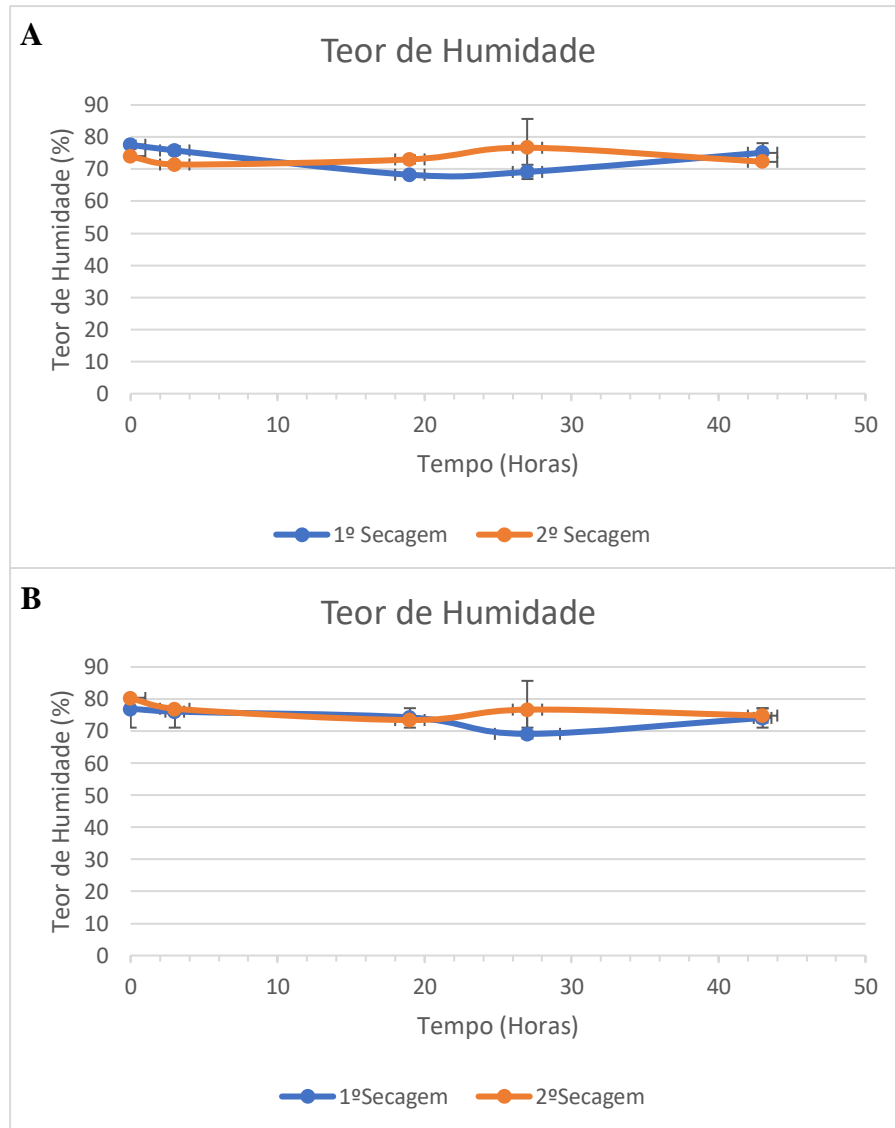 A
Teor de Humidade
Teor de Humidade (%)
90
80
70
60
50
40
30
20
10
0
0 10 20 30 40 50
Tempo (Horas)
1º Secagem 2º Secagem
B
Teor de Humidade
Teor de Humidade (%)
90
80
70
60
50
40
30
20
10
0
0 10 20 30 40 50
Tempo (Horas)
1ºSecagem 2ºSecagem